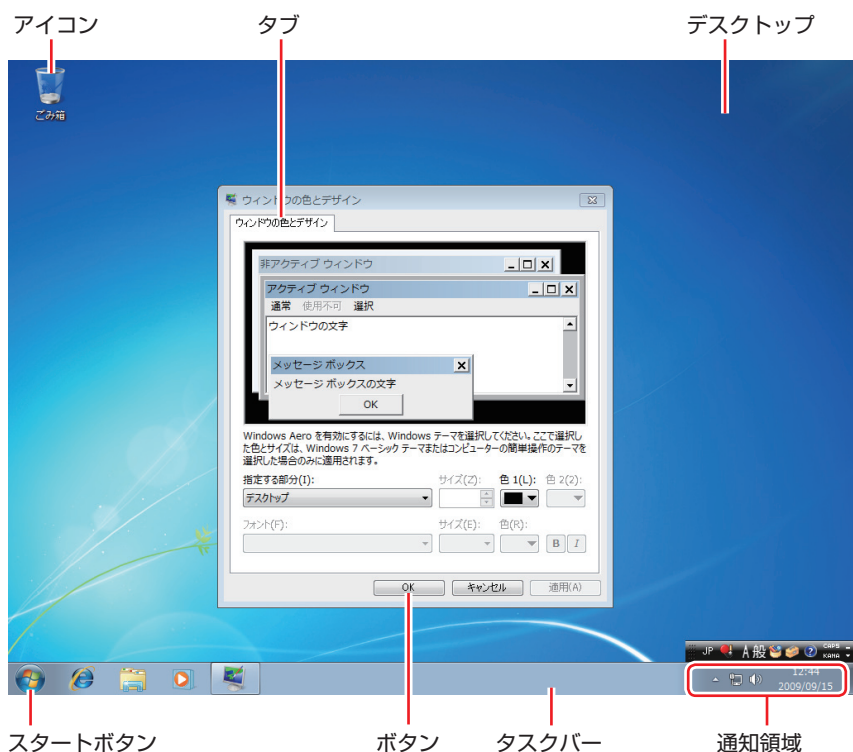 アイコン タブ デスクトップ
ごみ箱
ウィンドウの色とデザイン
ウィンドウの色とデザイン
非アクティブ ウィンドウ
アクティブ ウィンドウ
通常 使用不可 選択
ウィンドウの文字
メッセージ ボックス
メッセージ ボックスの文字
OK
Windows Aero を有効にするには、Windows テーマを選択してください。ここで選択し
た色とサイズは、Windows 7 ベーシック テーマまたはコンピューターの簡単操作のテーマを
選択した場合のみに適用されます。
指定する部分(I): サイズ(Z): 色 1(L): 色 2(2):
デスクトップ
フォント(F): サイズ(E): 色(R):
B I
OK キャンセル 適用(A)
JP A 般 CAPS
KANA
12:44
2009/09/15
スタートボタン ボタン タスクバー 通知領域